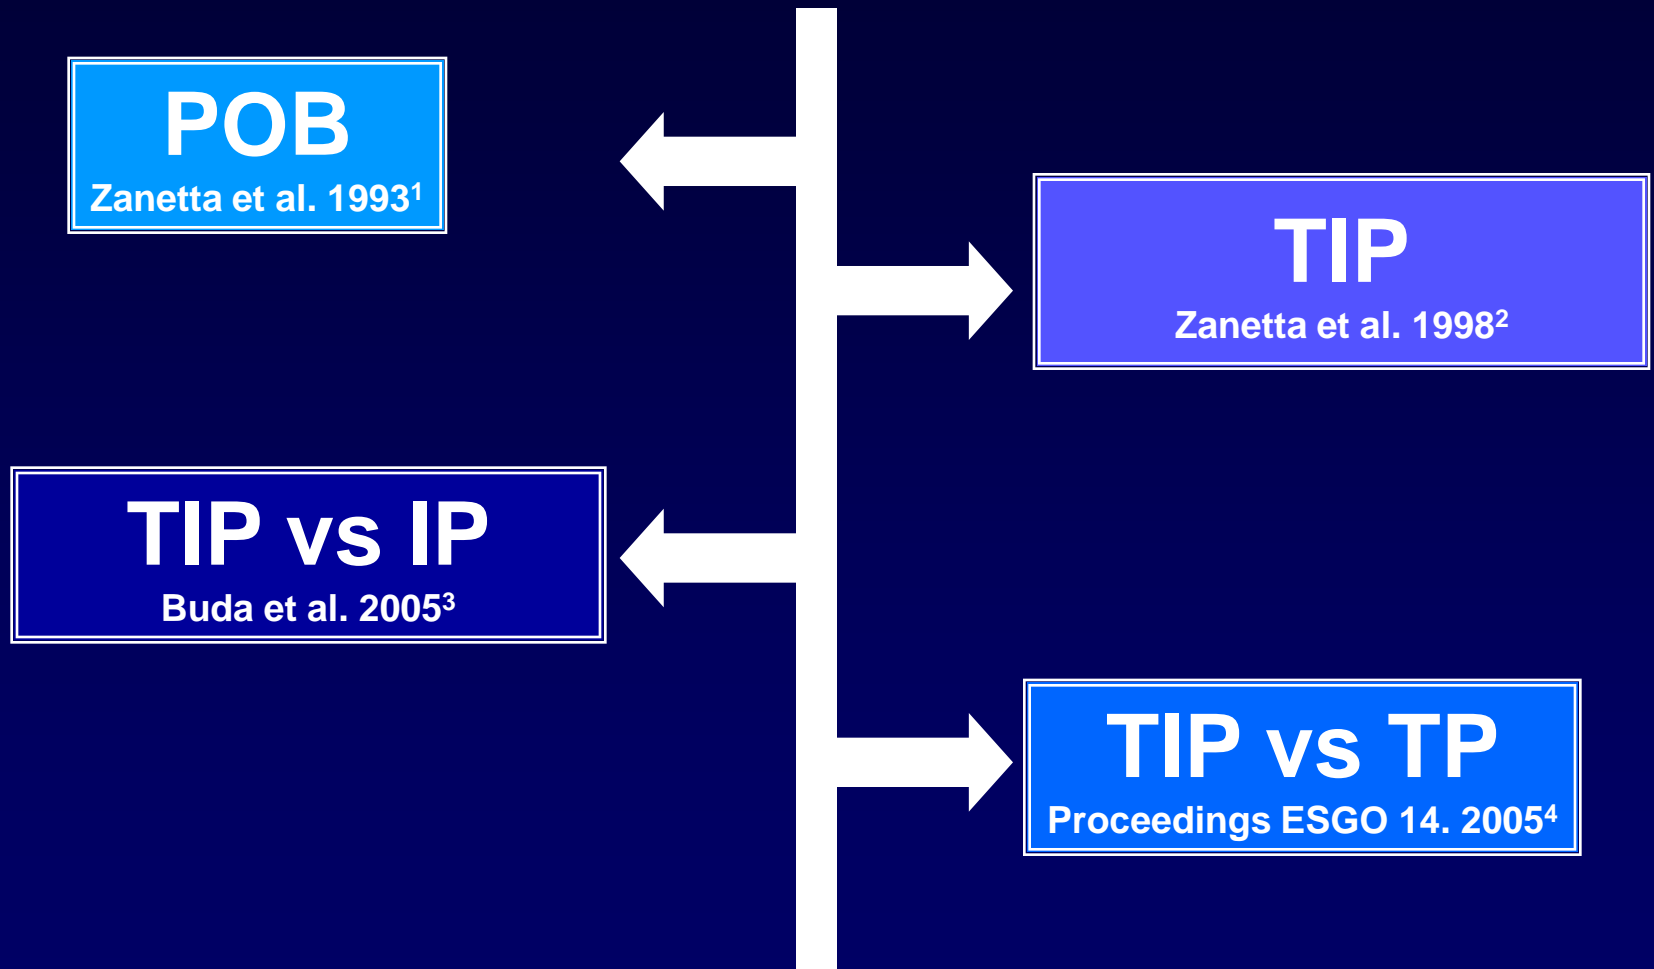 POB
Zanetta et al. 1993¹
TIP
Zanetta et al. 1998²
TIP vs IP
Buda et al. 2005³
TIP vs TP
Proceedings ESGO 14. 2005⁴